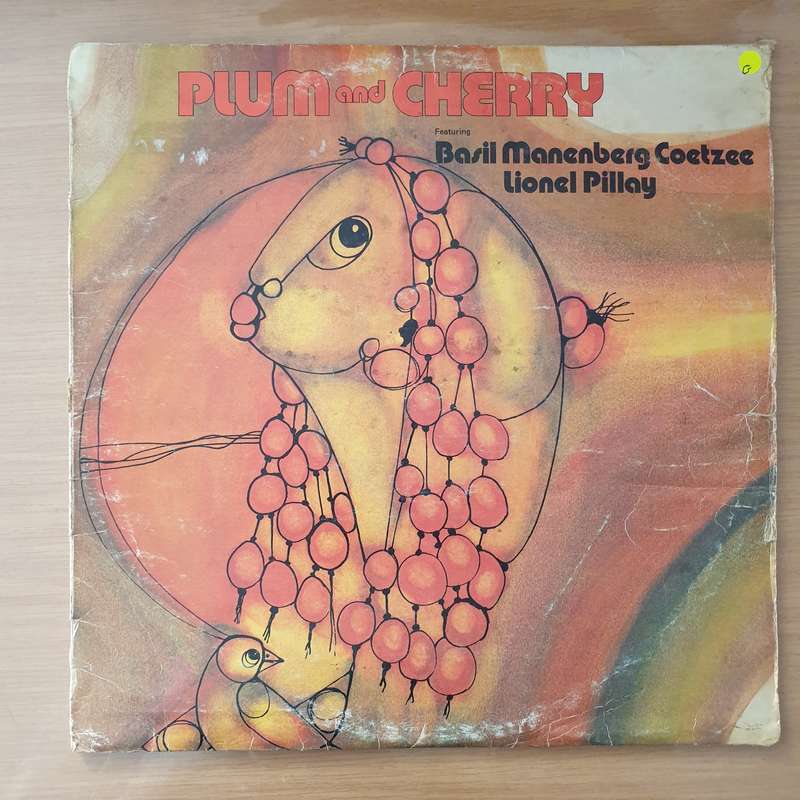 PLUM and CHERRY
G
Featuring
Basil Manenberg Coetzee
Lionel Pillay